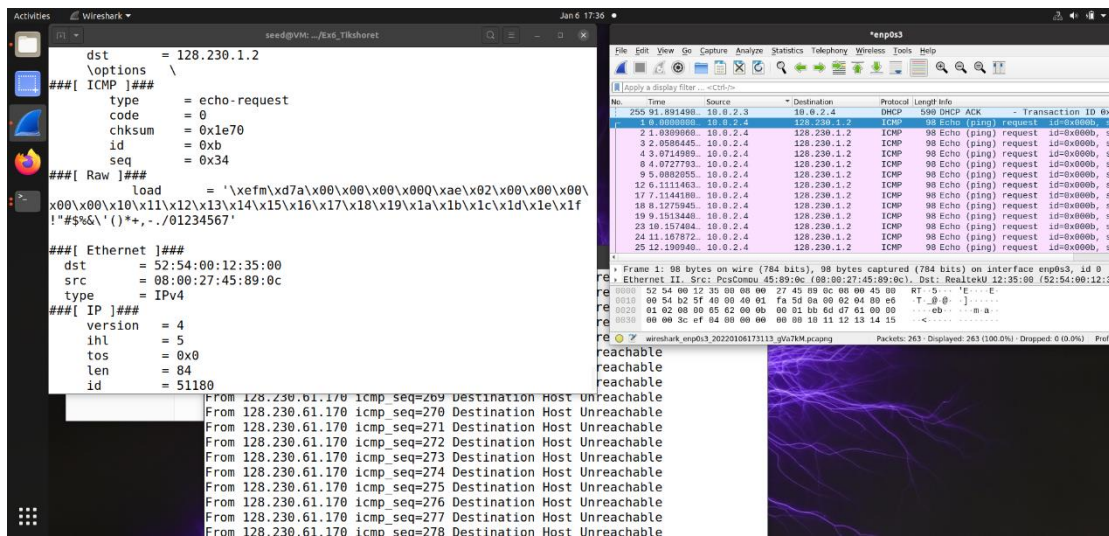 Activities Wireshark Jan 6 17:36
seed@VM: .../Ex6_Tikshoret
dst = 128.230.1.2
\options \
###[ ICMP ]###
type = echo-request
code = 0
chksum = 0x1e70
id = 0xb
seq = 0x34
###[ Raw ]###
load = '\xefm\xd7a\x00\x00\x00\x00Q\xae\x02\x00\x00\x00\
x00\x00\x10\x11\x12\x13\x14\x15\x16\x17\x18\x19\x1a\x1b\x1c\x1d\x1e\x1f
!"#$%&\'()*+,-./01234567'
###[ Ethernet ]###
dst = 52:54:00:12:35:00
src = 08:00:27:45:89:0c
type = IPv4
###[ IP ]###
version = 4
ihl = 5
tos = 0x0
len = 84
id = 51180
reachable
reachable
reachable
From 128.230.61.170 icmp_seq=269 Destination Host Unreachable
From 128.230.61.170 icmp_seq=270 Destination Host Unreachable
From 128.230.61.170 icmp_seq=271 Destination Host Unreachable
From 128.230.61.170 icmp_seq=272 Destination Host Unreachable
From 128.230.61.170 icmp_seq=273 Destination Host Unreachable
From 128.230.61.170 icmp_seq=274 Destination Host Unreachable
From 128.230.61.170 icmp_seq=275 Destination Host Unreachable
From 128.230.61.170 icmp_seq=276 Destination Host Unreachable
From 128.230.61.170 icmp_seq=277 Destination Host Unreachable
From 128.230.61.170 icmp_seq=278 Destination Host Unreachable
*enp0s3
File Edit View Go Capture Analyze Statistics Telephony Wireless Tools Help
Apply a display filter ... <Ctrl-/>
No. Time Source Destination Protocol Length Info
255 91.891490… 10.0.2.3 10.0.2.4 DHCP 590 DHCP ACK - Transaction ID 0x
1 0.0000000… 10.0.2.4 128.230.1.2 ICMP 98 Echo (ping) request id=0x000b, s
2 1.0309060… 10.0.2.4 128.230.1.2 ICMP 98 Echo (ping) request id=0x000b, s
3 2.0586445… 10.0.2.4 128.230.1.2 ICMP 98 Echo (ping) request id=0x000b, s
4 3.0714989… 10.0.2.4 128.230.1.2 ICMP 98 Echo (ping) request id=0x000b, s
8 4.0727793… 10.0.2.4 128.230.1.2 ICMP 98 Echo (ping) request id=0x000b, s
9 5.0882055… 10.0.2.4 128.230.1.2 ICMP 98 Echo (ping) request id=0x000b, s
12 6.1111463… 10.0.2.4 128.230.1.2 ICMP 98 Echo (ping) request id=0x000b, s
17 7.1144180… 10.0.2.4 128.230.1.2 ICMP 98 Echo (ping) request id=0x000b, s
18 8.1275945… 10.0.2.4 128.230.1.2 ICMP 98 Echo (ping) request id=0x000b, s
19 9.1513440… 10.0.2.4 128.230.1.2 ICMP 98 Echo (ping) request id=0x000b, s
23 10.157404… 10.0.2.4 128.230.1.2 ICMP 98 Echo (ping) request id=0x000b, s
24 11.167872… 10.0.2.4 128.230.1.2 ICMP 98 Echo (ping) request id=0x000b, s
25 12.190940… 10.0.2.4 128.230.1.2 ICMP 98 Echo (ping) request id=0x000b, s
Frame 1: 98 bytes on wire (784 bits), 98 bytes captured (784 bits) on interface enp0s3, id 0
Ethernet II, Src: PcsCompu_45:89:0c (08:00:27:45:89:0c), Dst: RealtekU_12:35:00 (52:54:00:12:3
0000 52 54 00 12 35 00 08 00 27 45 89 0c 08 00 45 00 RT··5··· 'E····E·
0010 00 54 b2 5f 40 00 40 01 fa 5d 0a 00 02 04 80 e6 ·T·_@·@· ·]······
0020 01 02 08 00 65 62 00 0b 00 01 bb 6d d7 61 00 00 ····eb·· ···m·a··
0030 00 00 3c ef 04 00 00 00 00 00 10 11 12 13 14 15 ··<····· ········
wireshark_enp0s3_20220106173113_gVa7kM.pcapng Packets: 263 · Displayed: 263 (100.0%) · Dropped: 0 (0.0%) Prof